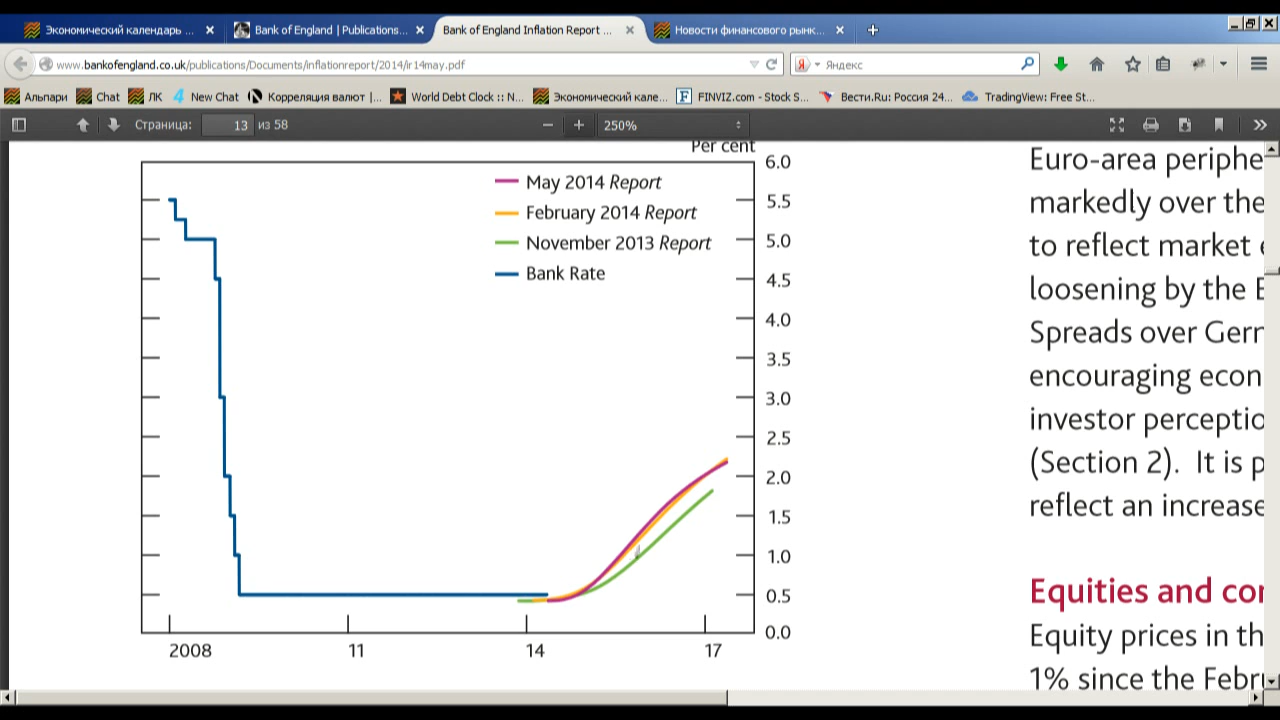 Экономический календарь ...
Bank of England | Publications...
Bank of England Inflation Report ...
Новости финансового рынк...
www.bankofengland.co.uk/publications/Documents/inflationreport/2014/ir14may.pdf
Яндекс
Альпари
Chat
ЛК
New Chat
Корреляция валют |...
World Debt Clock :: N...
Экономический кале...
FINVIZ.com - Stock S...
Вести.Ru: Россия 24...
TradingView: Free St...
Страница: 13 из 58
250%
Per cent
6.0
5.5
5.0
4.5
4.0
3.5
3.0
2.5
2.0
1.5
1.0
0.5
0.0
May 2014 Report
February 2014 Report
November 2013 Report
Bank Rate
2008 11 14 17
Euro-area periphe
markedly over the
to reflect market
loosening by the
Spreads over Ger
encouraging econ
investor perceptio
(Section 2). It is p
reflect an increase
Equities and cor
Equity prices in th
1% since the Febru